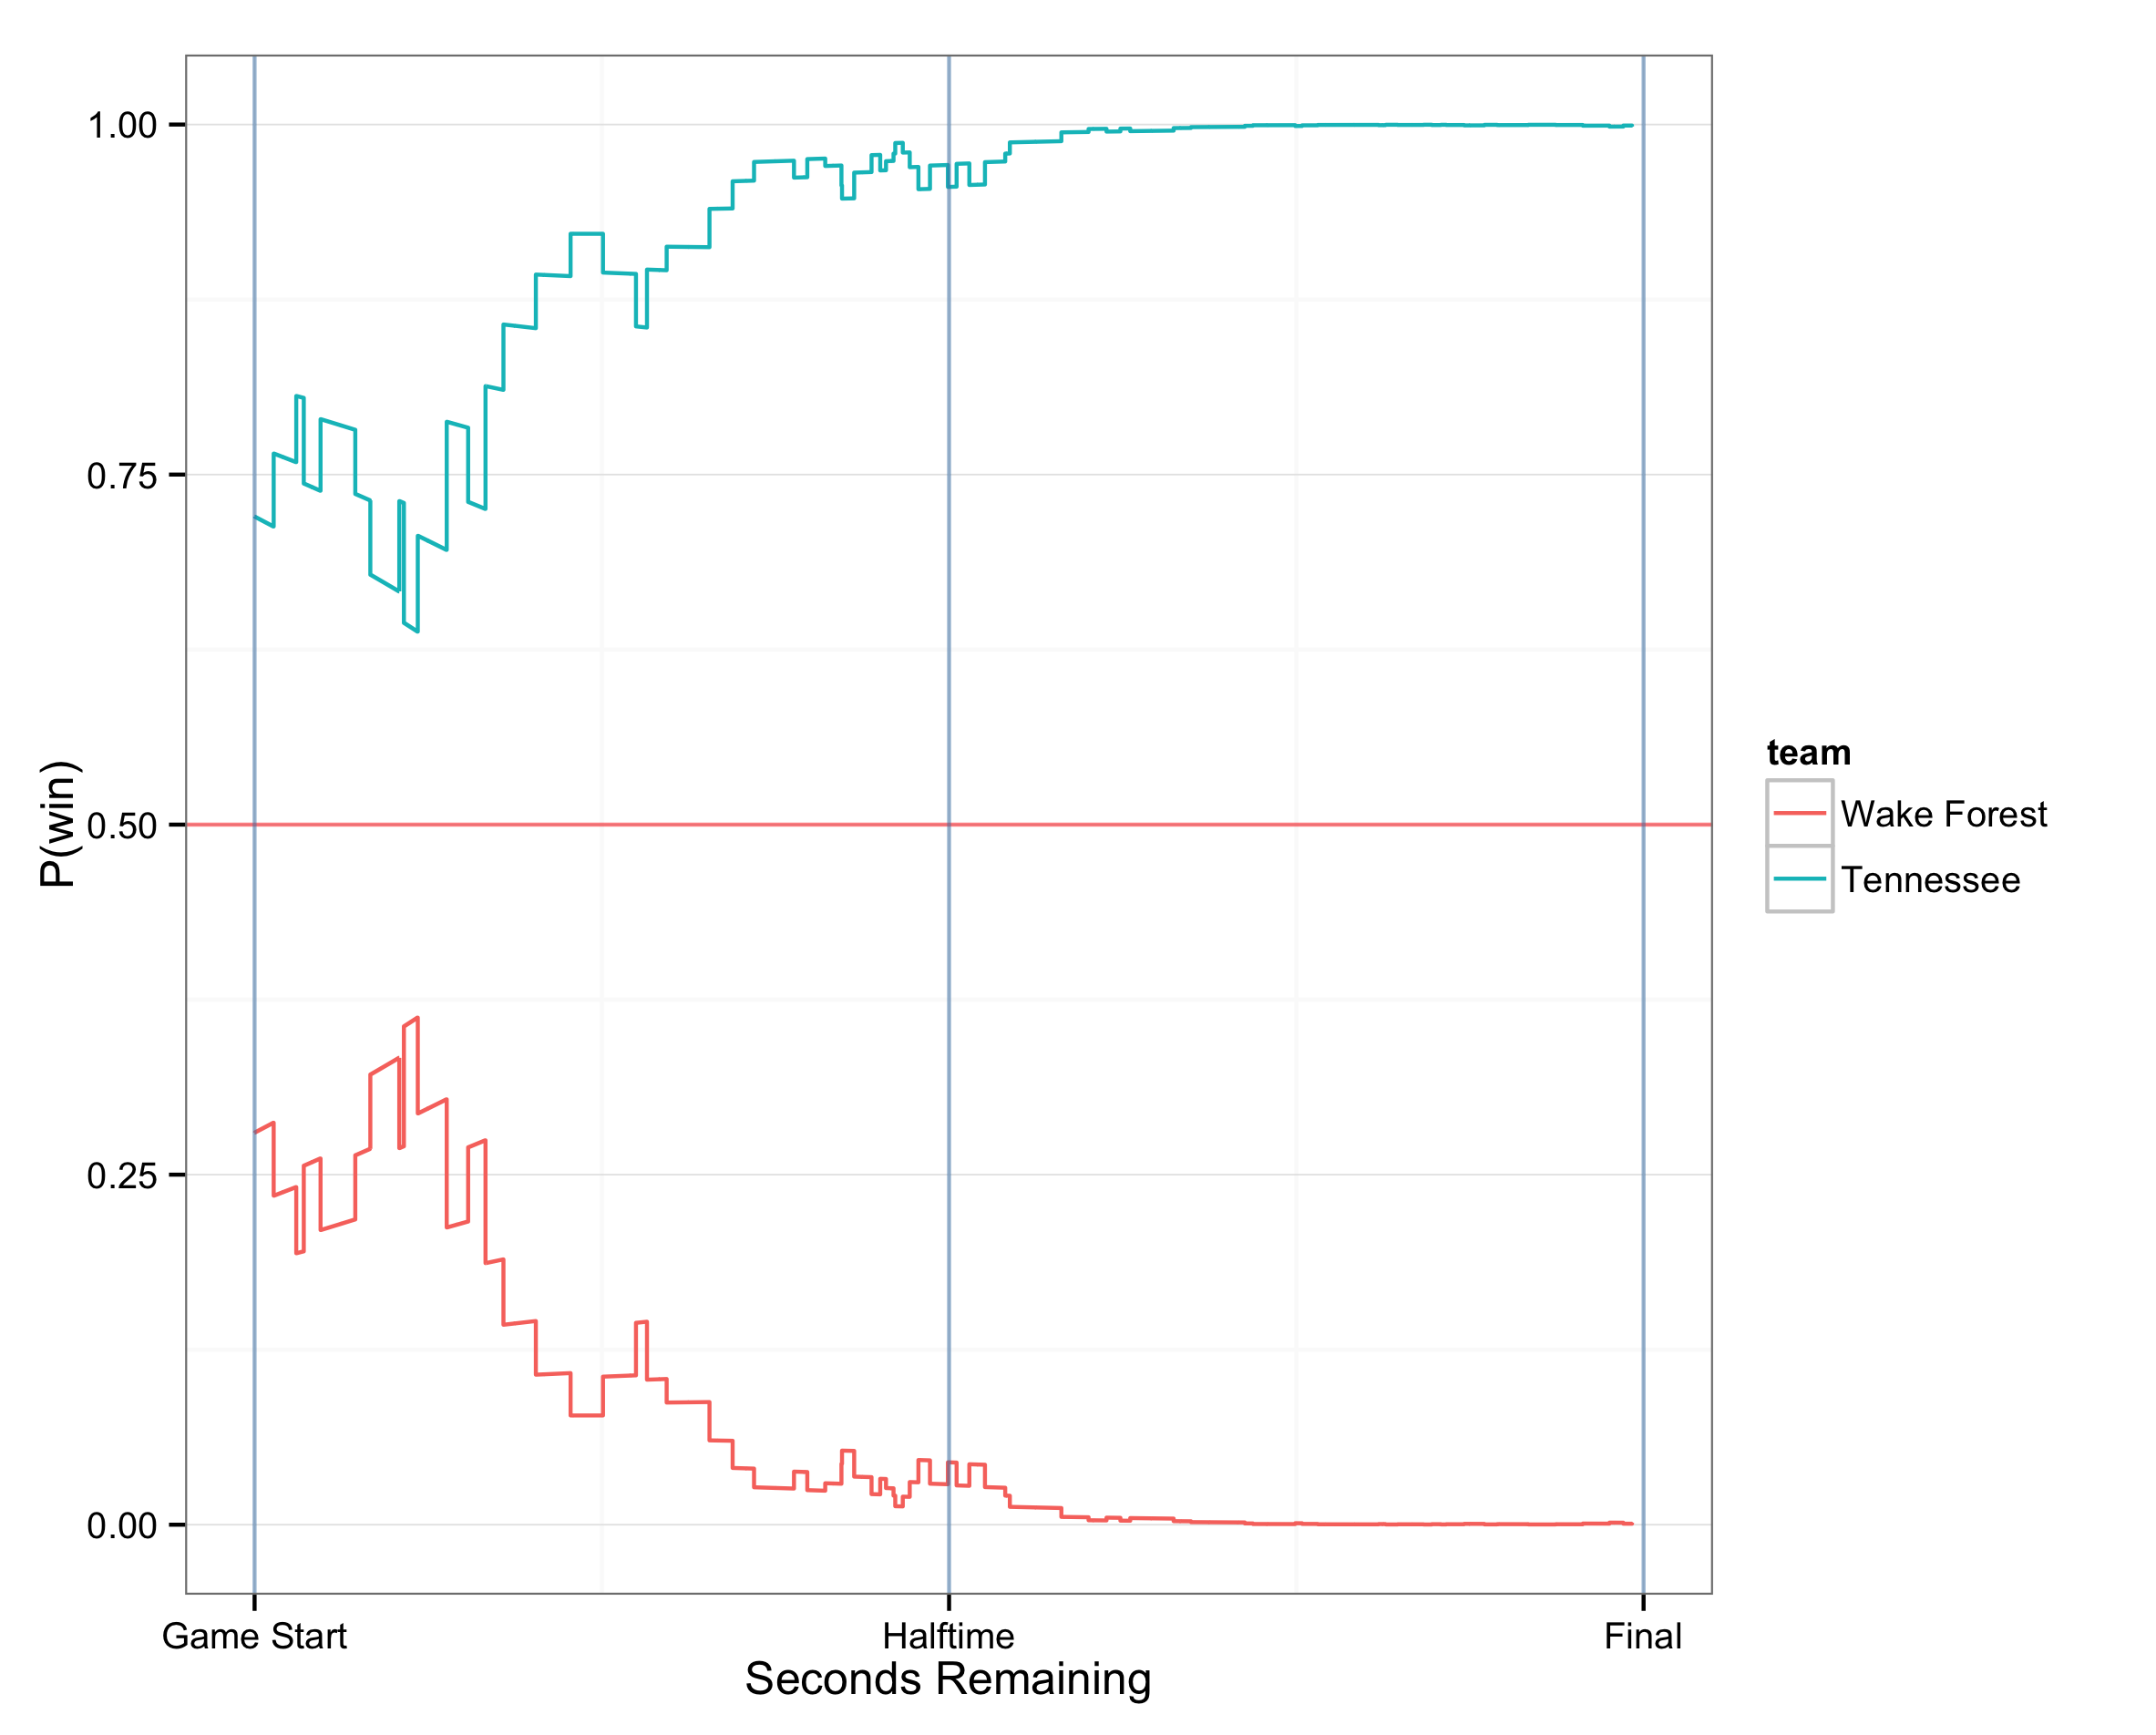 1.00
0.75
0.50
0.25
0.00
P(win)
Game Start
Halftime
Final
Seconds Remaining
team
Wake Forest
Tennessee